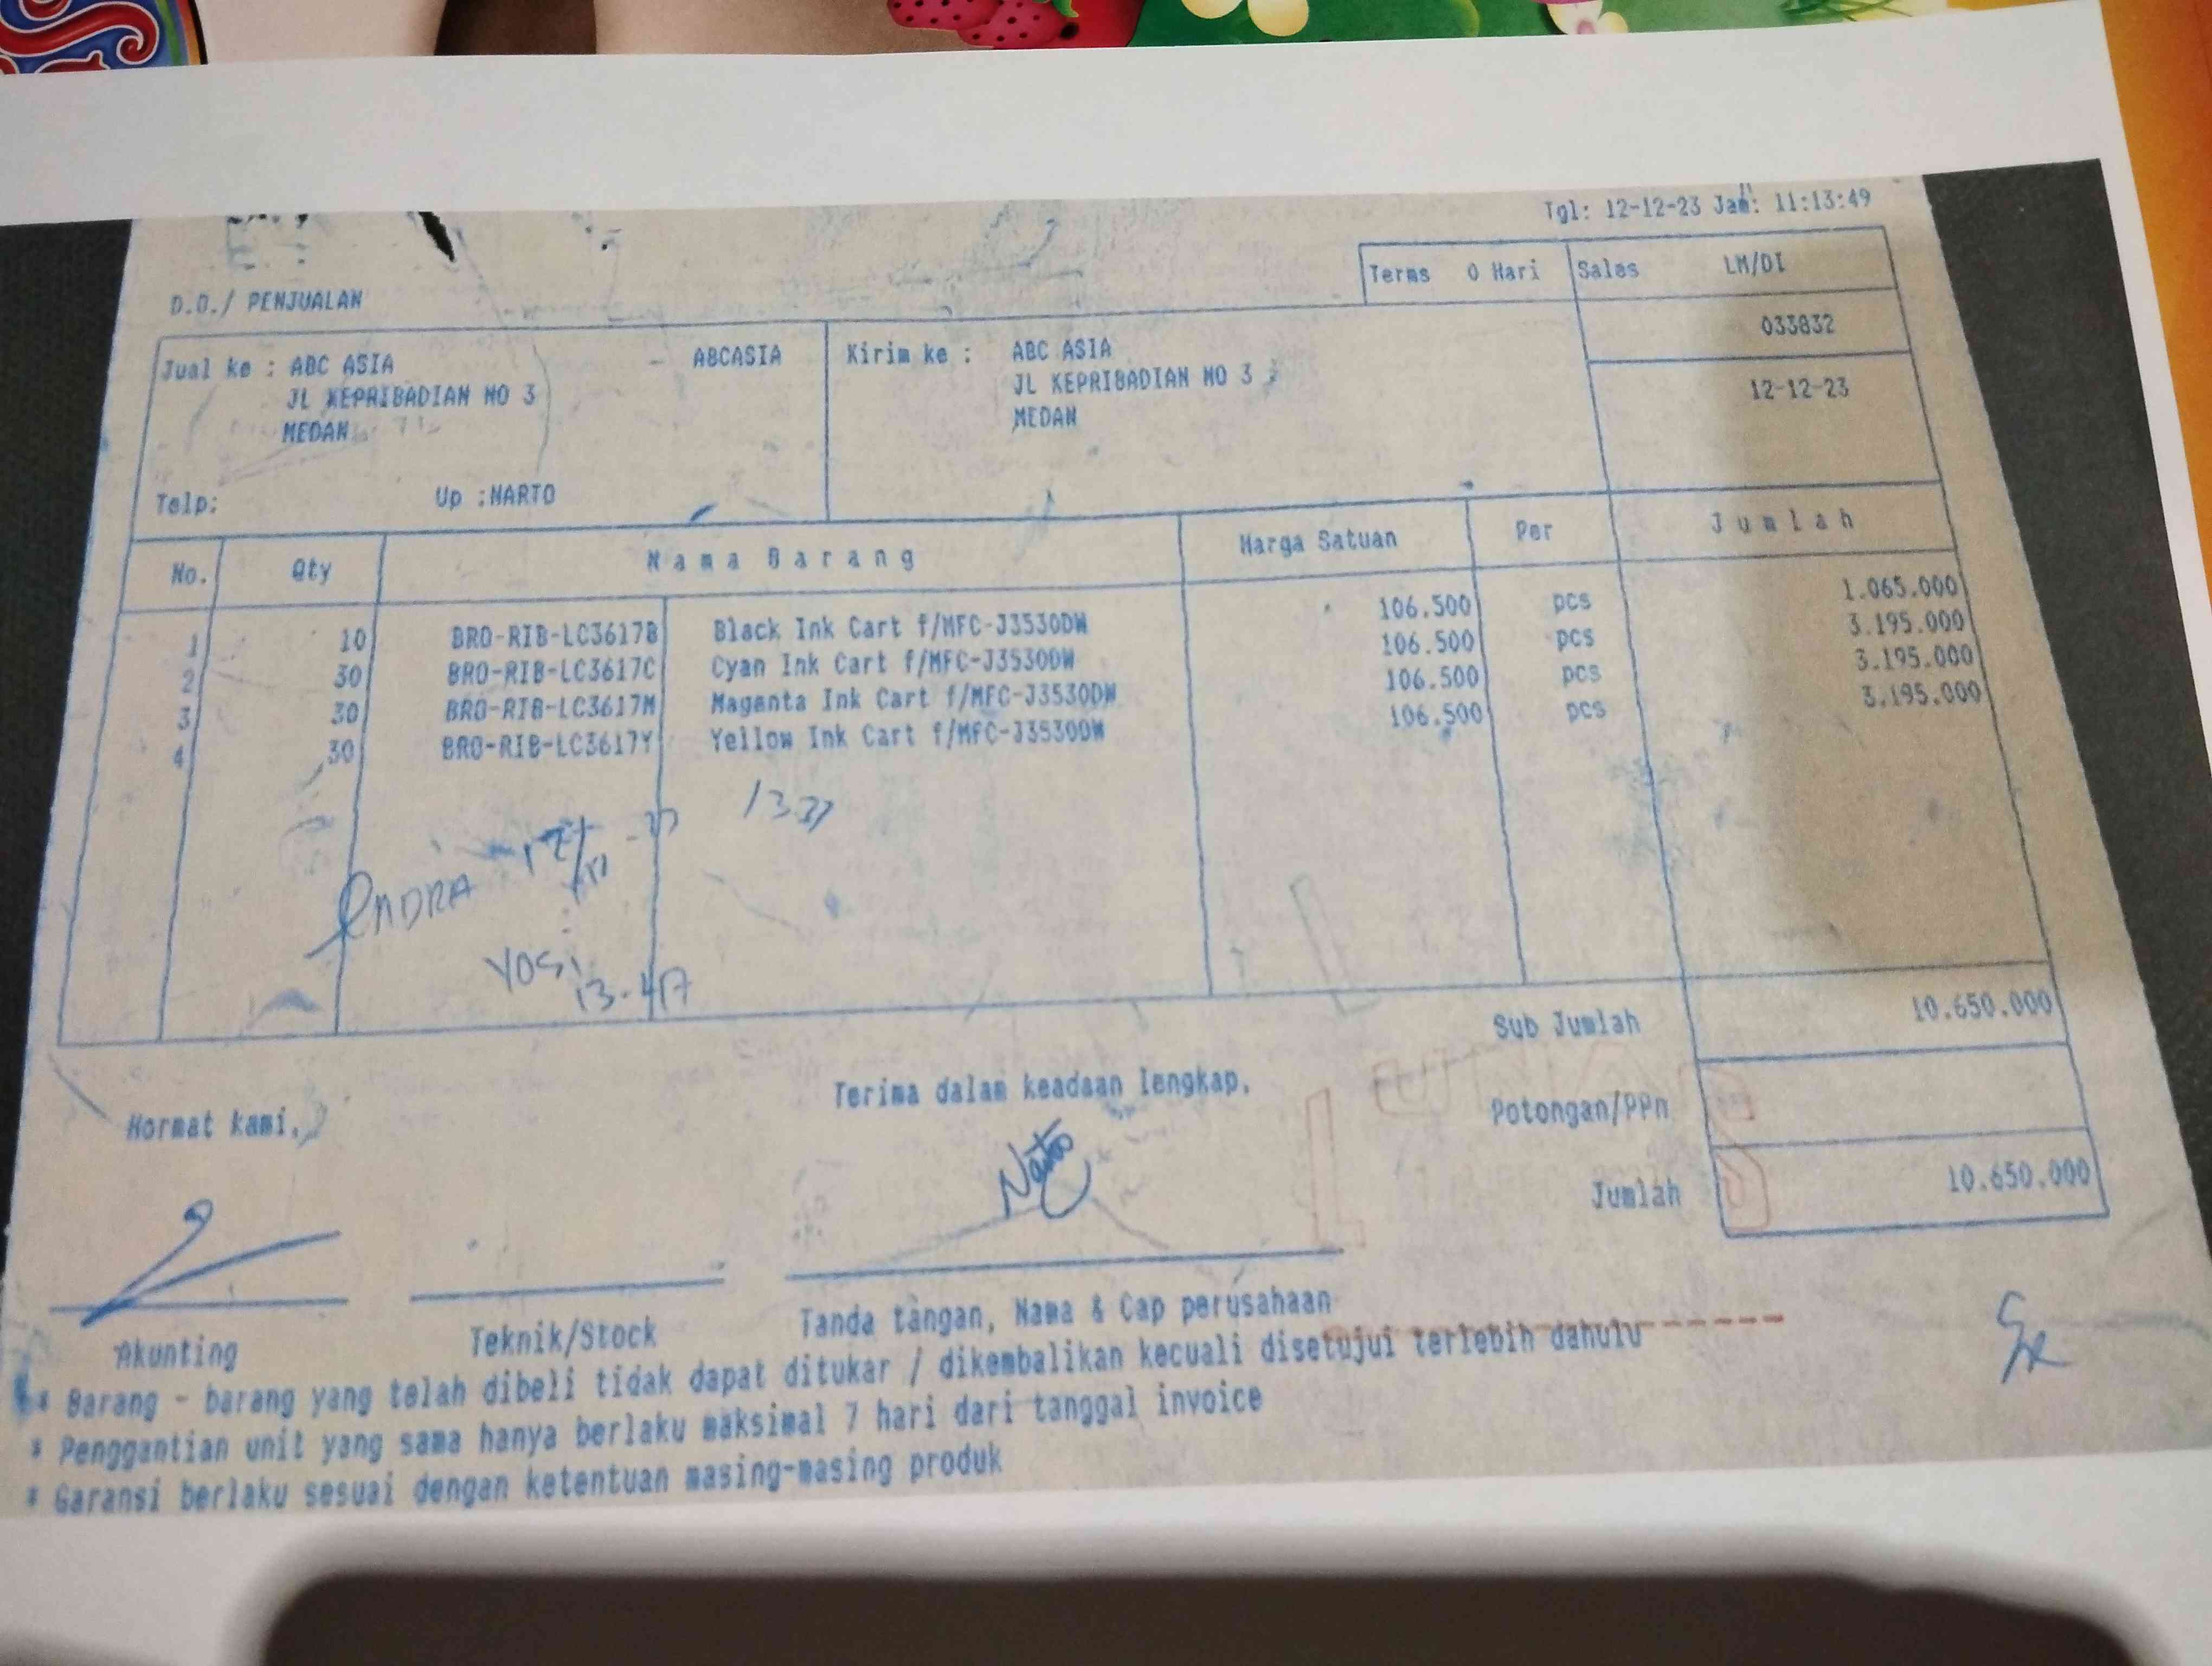 Tgl: 12-12-23 Jam: 11:13:49
Terms 0 Hari Sales LM/DI
D.O./ PENJUALAN
033832
12-12-23
Jual ke : ABC ASIA ABCASIA
JL KEPRIBADIAN NO 3
MEDAN
Telp: Up :NARTO
Kirim ke : ABC ASIA
JL KEPRIBADIAN NO 3
MEDAN
No. Qty Nama Barang Harga Satuan Per Jumlah
1 10 BRO-RIB-LC3617B Black Ink Cart f/MFC-J3530DW 106.500 pcs 1.065.000
2 30 BRO-RIB-LC3617C Cyan Ink Cart f/MFC-J3530DW 106.500 pcs 3.195.000
3 30 BRO-RIB-LC3617M Magenta Ink Cart f/MFC-J3530DW 106.500 pcs 3.195.000
4 30 BRO-RIB-LC3617Y Yellow Ink Cart f/MFC-J3530DW 106.500 pcs 3.195.000
ENDRA
YOSi
Sub Jumlah 10.650.000
Potongan/PPn
Jumlah 10.650.000
LUNAS
Hormat kami,
Terima dalam keadaan lengkap,
Narto
Akunting
Teknik/Stock
Tanda tangan, Nama & Cap perusahaan
* Barang - barang yang telah dibeli tidak dapat ditukar / dikembalikan kecuali disetujui terlebih dahulu
* Penggantian unit yang sama hanya berlaku maksimal 7 hari dari tanggal invoice
* Garansi berlaku sesuai dengan ketentuan masing-masing produk